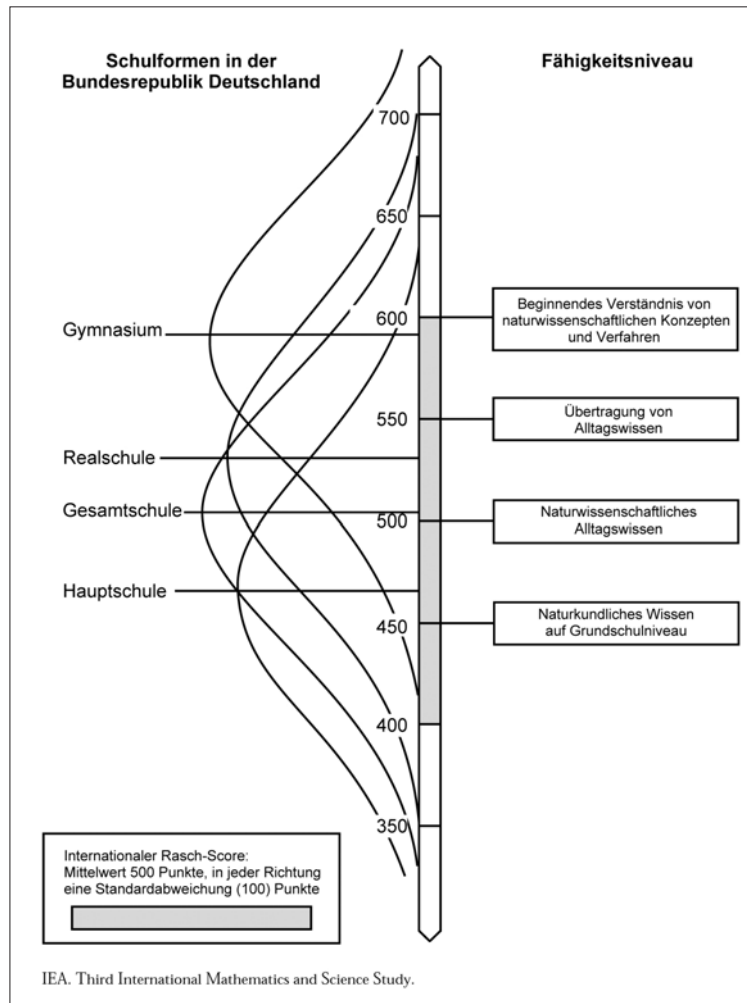 Schulformen in der
Bundesrepublik Deutschland
Fähigkeitsniveau
700
650
600
550
500
450
400
350
Gymnasium
Realschule
Gesamtschule
Hauptschule
Beginnendes Verständnis von
naturwissenschaftlichen Konzepten
und Verfahren
Übertragung von
Alltagswissen
Naturwissenschaftliches
Alltagswissen
Naturkundliches Wissen
auf Grundschulniveau
Internationaler Rasch-Score:
Mittelwert 500 Punkte, in jeder Richtung
eine Standardabweichung (100) Punkte
IEA. Third International Mathematics and Science Study.